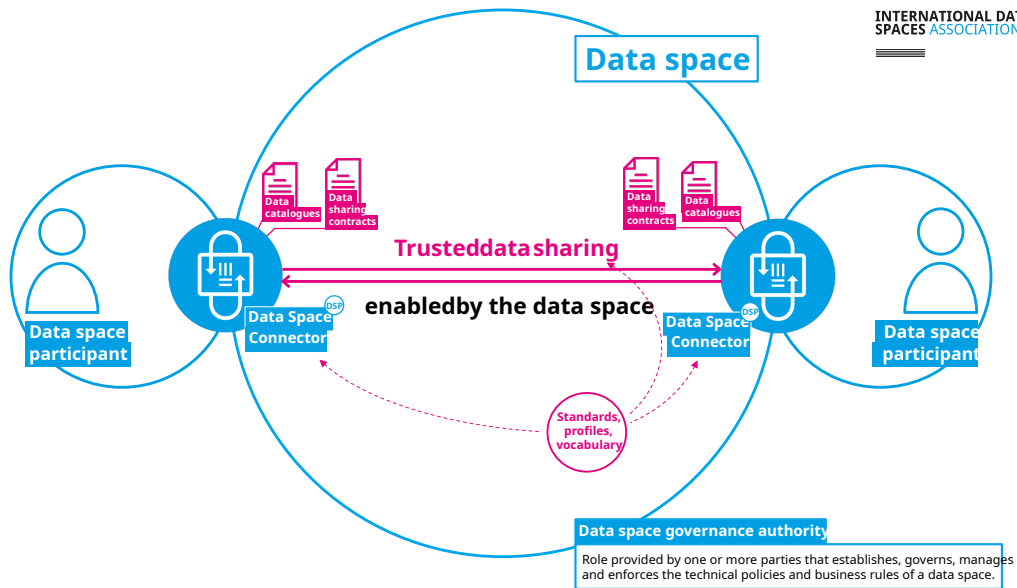 INTERNATIONAL DAT
SPACES ASSOCIATION
Data space
Data
catalogues
Data
sharing
contracts
Data
sharing
contracts
Data
catalogues
Trusteddatasharing
enabledby the data space
DSP
Data Space
Connector
DSP
Data Space
Connector
Data space
participant
Data space
participant
Standards,
profiles,
vocabulary
Data space governance authority
Role provided by one or more parties that establishes, governs, manages
and enforces the technical policies and business rules of a data space.